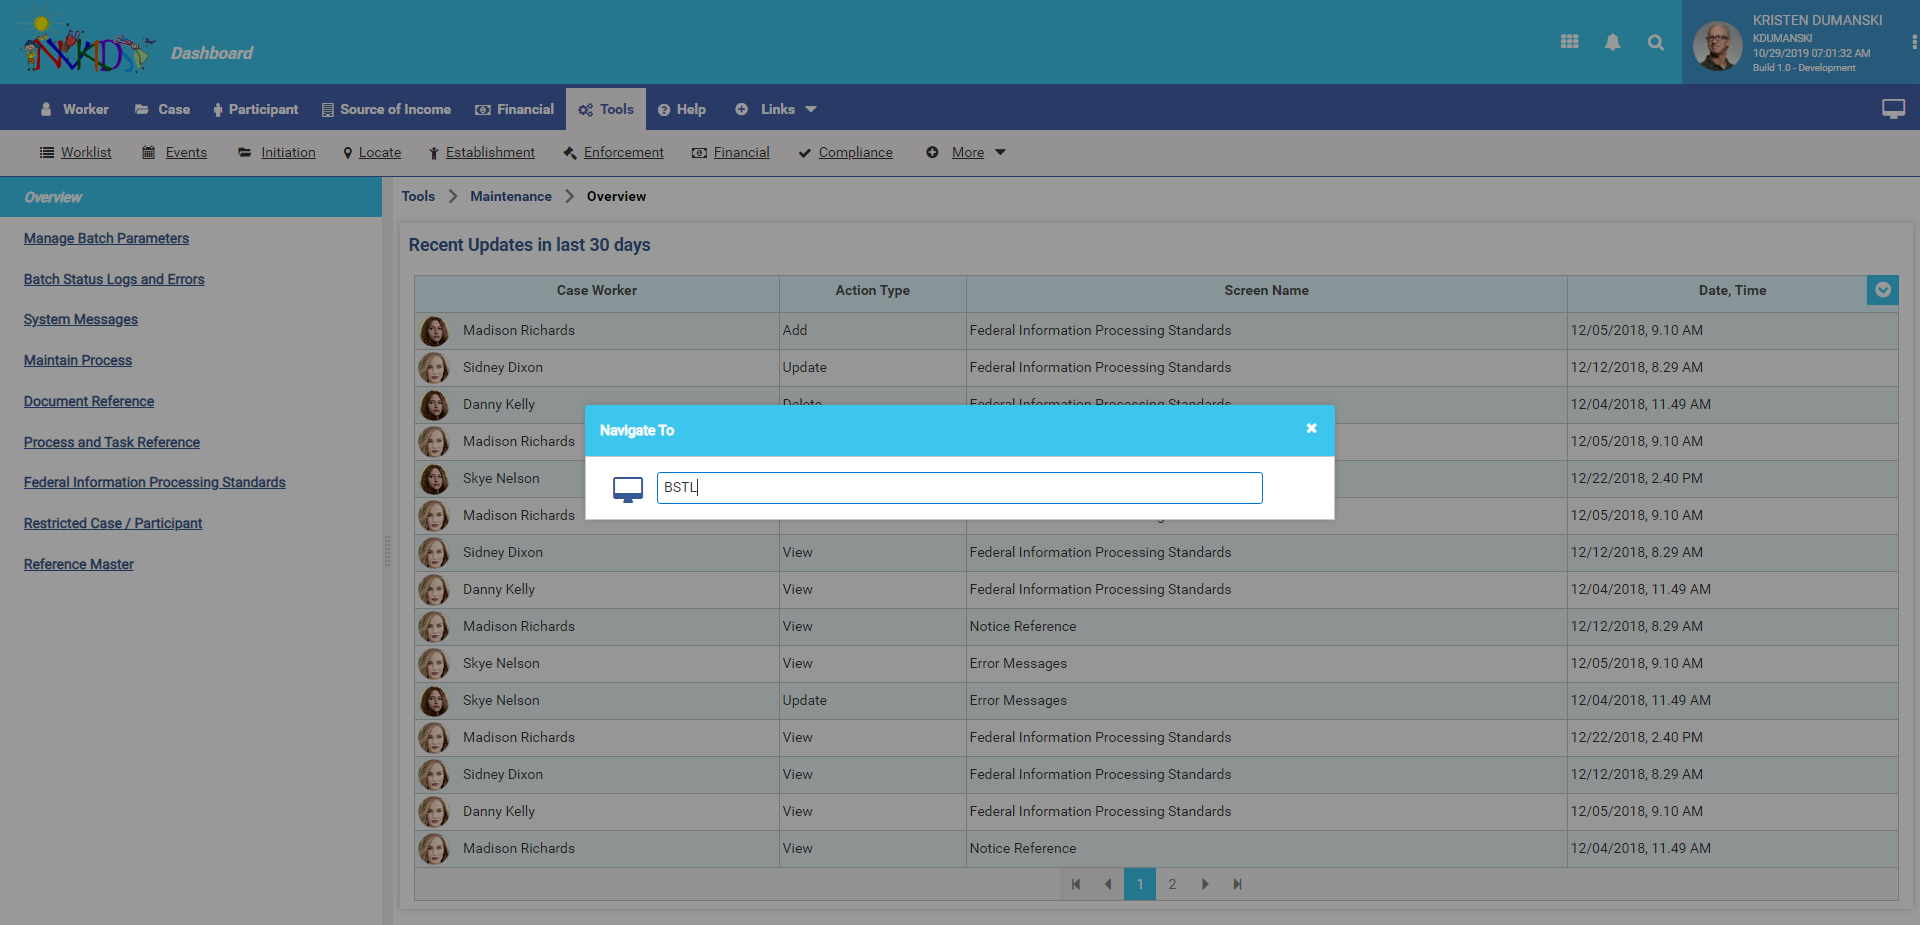 NVKIDS Dashboard
KRISTEN DUMANSKI
KDUMANSKI
10/29/2019 07:01:32 AM
Build 1.0 - Development
Worker Case Participant Source of Income Financial Tools Help Links
Worklist Events Initiation Locate Establishment Enforcement Financial Compliance More
Overview
Manage Batch Parameters
Batch Status Logs and Errors
System Messages
Maintain Process
Document Reference
Process and Task Reference
Federal Information Processing Standards
Restricted Case / Participant
Reference Master
Tools Maintenance Overview
Recent Updates in last 30 days
Case Worker Action Type Screen Name Date, Time
Madison Richards Add Federal Information Processing Standards 12/05/2018, 9.10 AM
Sidney Dixon Update Federal Information Processing Standards 12/12/2018, 8.29 AM
Danny Kelly Delete Federal Information Processing Standards 12/04/2018, 11.49 AM
Madison Richards 12/05/2018, 9.10 AM
Skye Nelson 12/22/2018, 2.40 PM
Madison Richards 12/05/2018, 9.10 AM
Sidney Dixon View Federal Information Processing Standards 12/12/2018, 8.29 AM
Danny Kelly View Federal Information Processing Standards 12/04/2018, 11.49 AM
Madison Richards View Notice Reference 12/12/2018, 8.29 AM
Skye Nelson View Error Messages 12/05/2018, 9.10 AM
Skye Nelson Update Error Messages 12/04/2018, 11.49 AM
Madison Richards View Federal Information Processing Standards 12/22/2018, 2.40 PM
Sidney Dixon View Federal Information Processing Standards 12/12/2018, 8.29 AM
Danny Kelly View Federal Information Processing Standards 12/05/2018, 9.10 AM
Madison Richards View Notice Reference 12/04/2018, 11.49 AM
1 2
Navigate To
BSTL